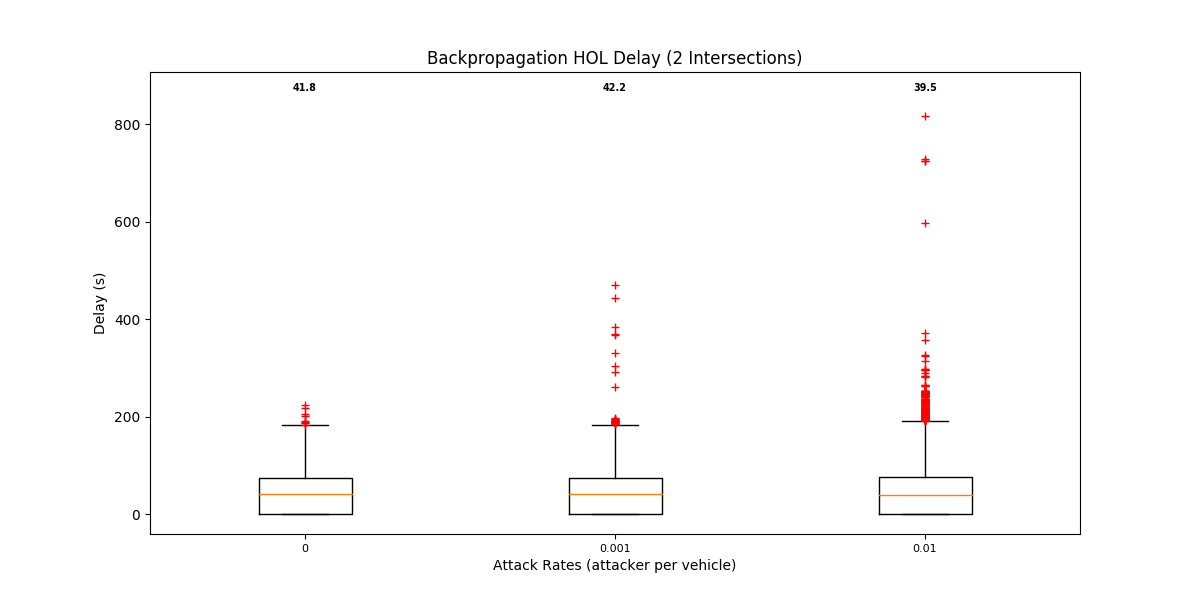 Backpropagation HOL Delay (2 Intersections)
41.8 42.2 39.5
800
600
400
200
0
Delay (s)
0 0.001 0.01
Attack Rates (attacker per vehicle)